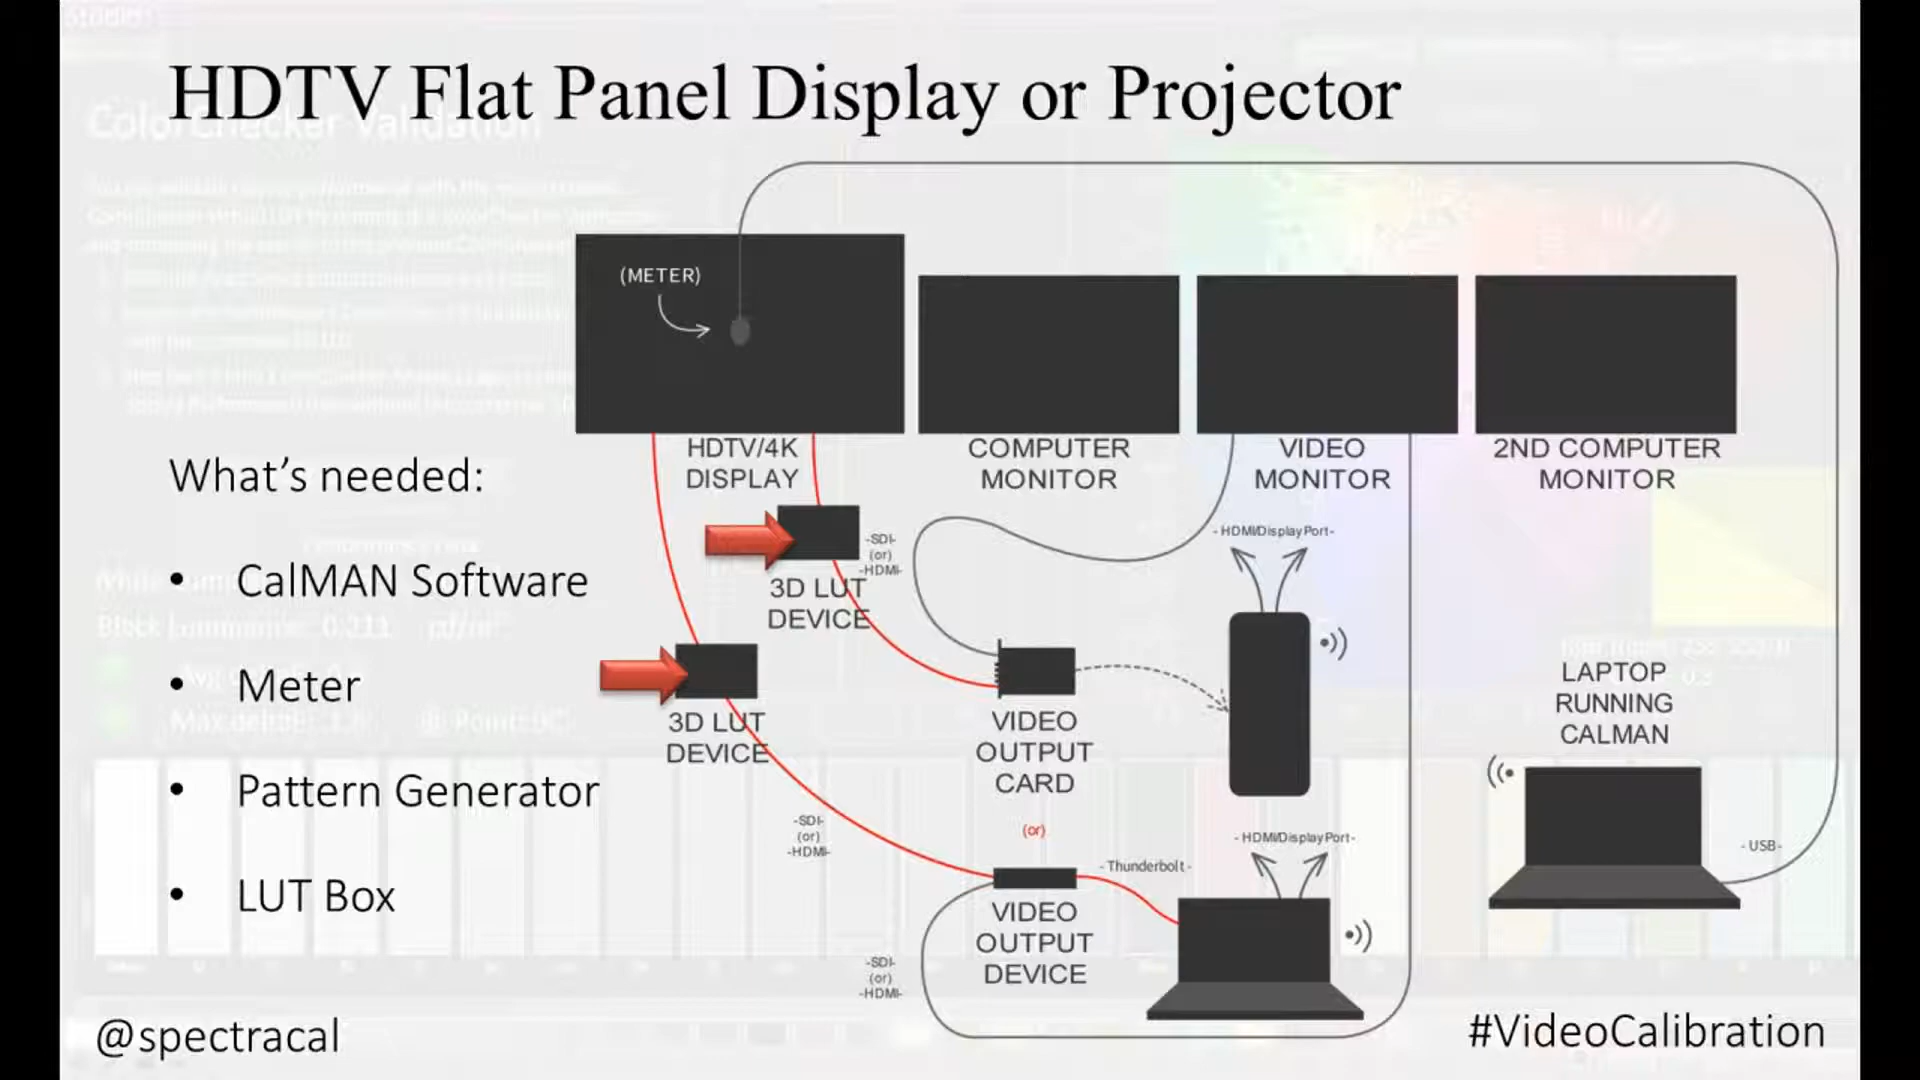 HDTV Flat Panel Display or Projector
ColorChecker Validation
(METER)
HDTV/4K
DISPLAY
COMPUTER
MONITOR
VIDEO
MONITOR
2ND COMPUTER
MONITOR
What's needed:
• CalMAN Software
• Meter
• Pattern Generator
• LUT Box
-SDI-
(or)
-HDMI-
3D LUT
DEVICE
3D LUT
DEVICE
- HDMI/DisplayPort-
VIDEO
OUTPUT
CARD
(or)
-SDI-
(or)
-HDMI-
- Thunderbolt -
- HDMI/DisplayPort-
VIDEO
OUTPUT
DEVICE
-SDI-
(or)
-HDMI-
LAPTOP
RUNNING
CALMAN
- USB-
@spectracal
#VideoCalibration